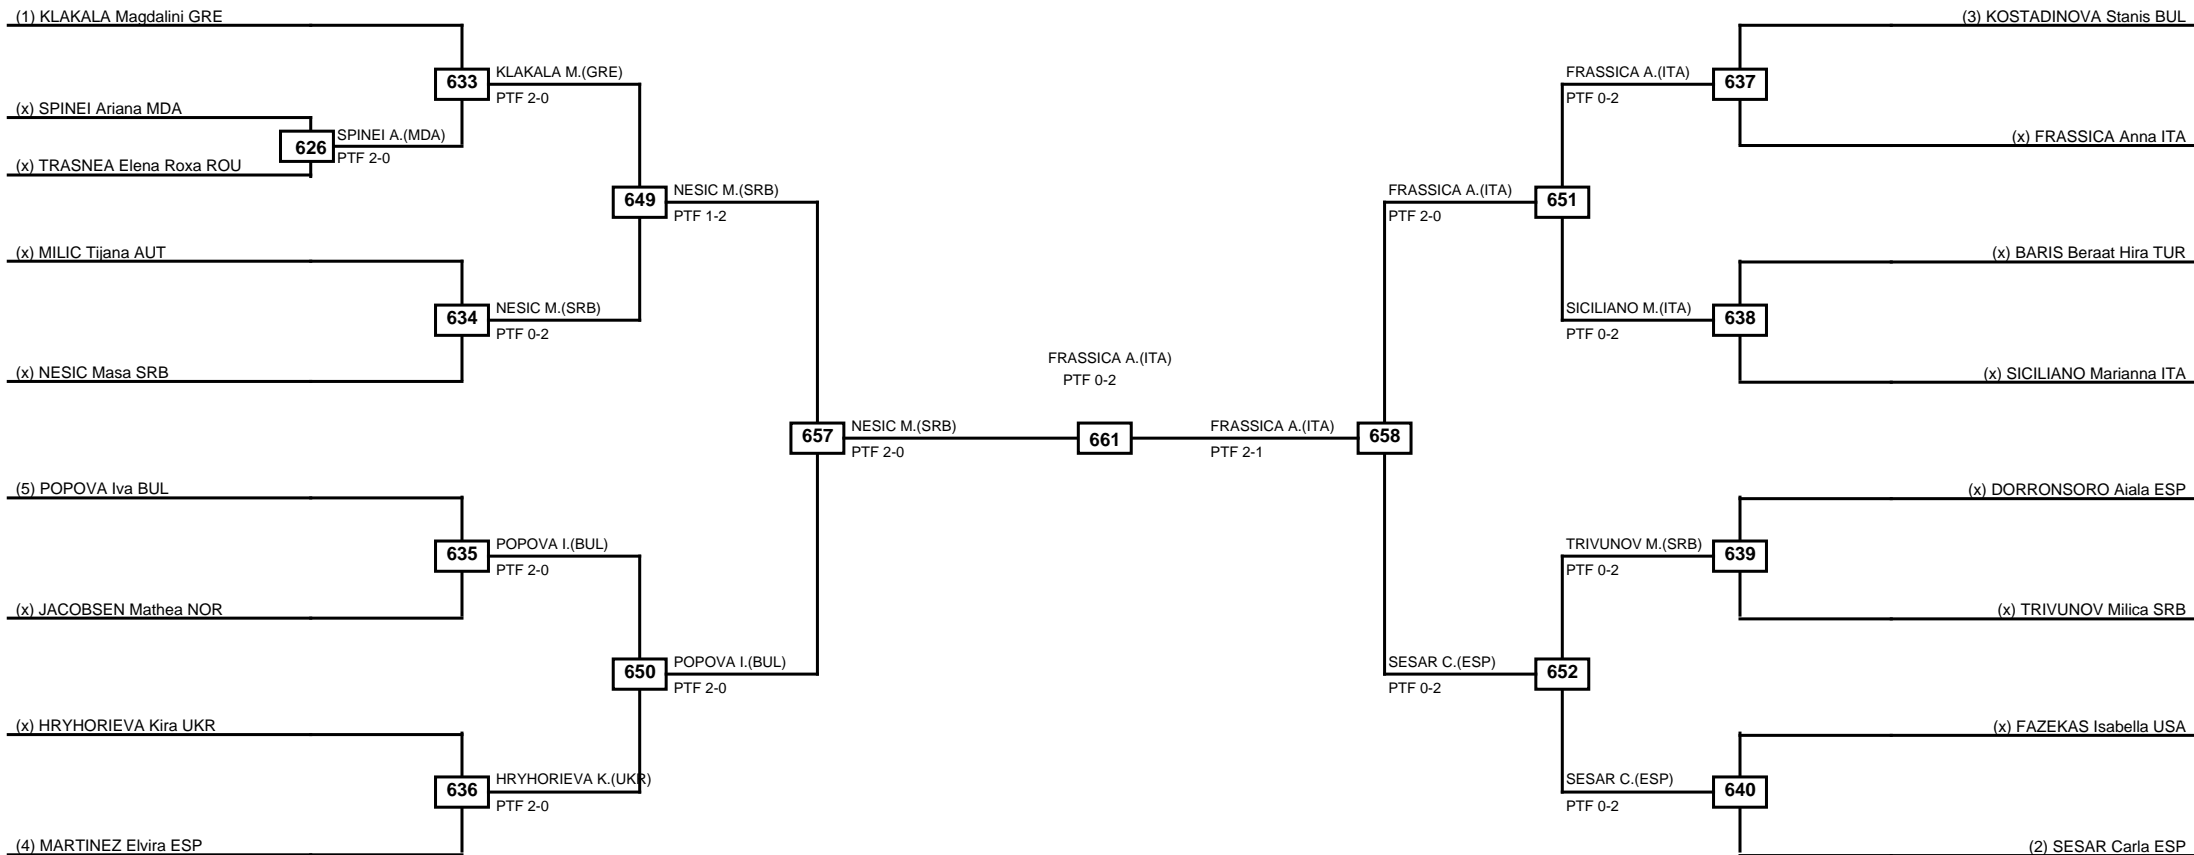 (1) KLAKALA Magdalini GRE
(3) KOSTADINOVA Stanis BUL
633
KLAKALA M.(GRE)
PTF 2-0
FRASSICA A.(ITA)
PTF 0-2
637
(x) SPINEI Ariana MDA
626
SPINEI A.(MDA)
PTF 2-0
(x) FRASSICA Anna ITA
(x) TRASNEA Elena Roxa ROU
649
NESIC M.(SRB)
PTF 1-2
FRASSICA A.(ITA)
PTF 2-0
651
(x) MILIC Tijana AUT
(x) BARIS Beraat Hira TUR
634
NESIC M.(SRB)
PTF 0-2
SICILIANO M.(ITA)
PTF 0-2
638
FRASSICA A.(ITA)
PTF 0-2
(x) NESIC Masa SRB
(x) SICILIANO Marianna ITA
657
NESIC M.(SRB)
PTF 2-0
661
FRASSICA A.(ITA)
PTF 2-1
658
(5) POPOVA Iva BUL
(x) DORRONSORO Aiala ESP
635
POPOVA I.(BUL)
PTF 2-0
TRIVUNOV M.(SRB)
PTF 0-2
639
(x) JACOBSEN Mathea NOR
(x) TRIVUNOV Milica SRB
650
POPOVA I.(BUL)
PTF 2-0
SESAR C.(ESP)
PTF 0-2
652
(x) HRYHORIEVA Kira UKR
(x) FAZEKAS Isabella USA
636
HRYHORIEVA K.(UKR)
PTF 2-0
SESAR C.(ESP)
PTF 0-2
640
(4) MARTINEZ Elvira ESP
(2) SESAR Carla ESP